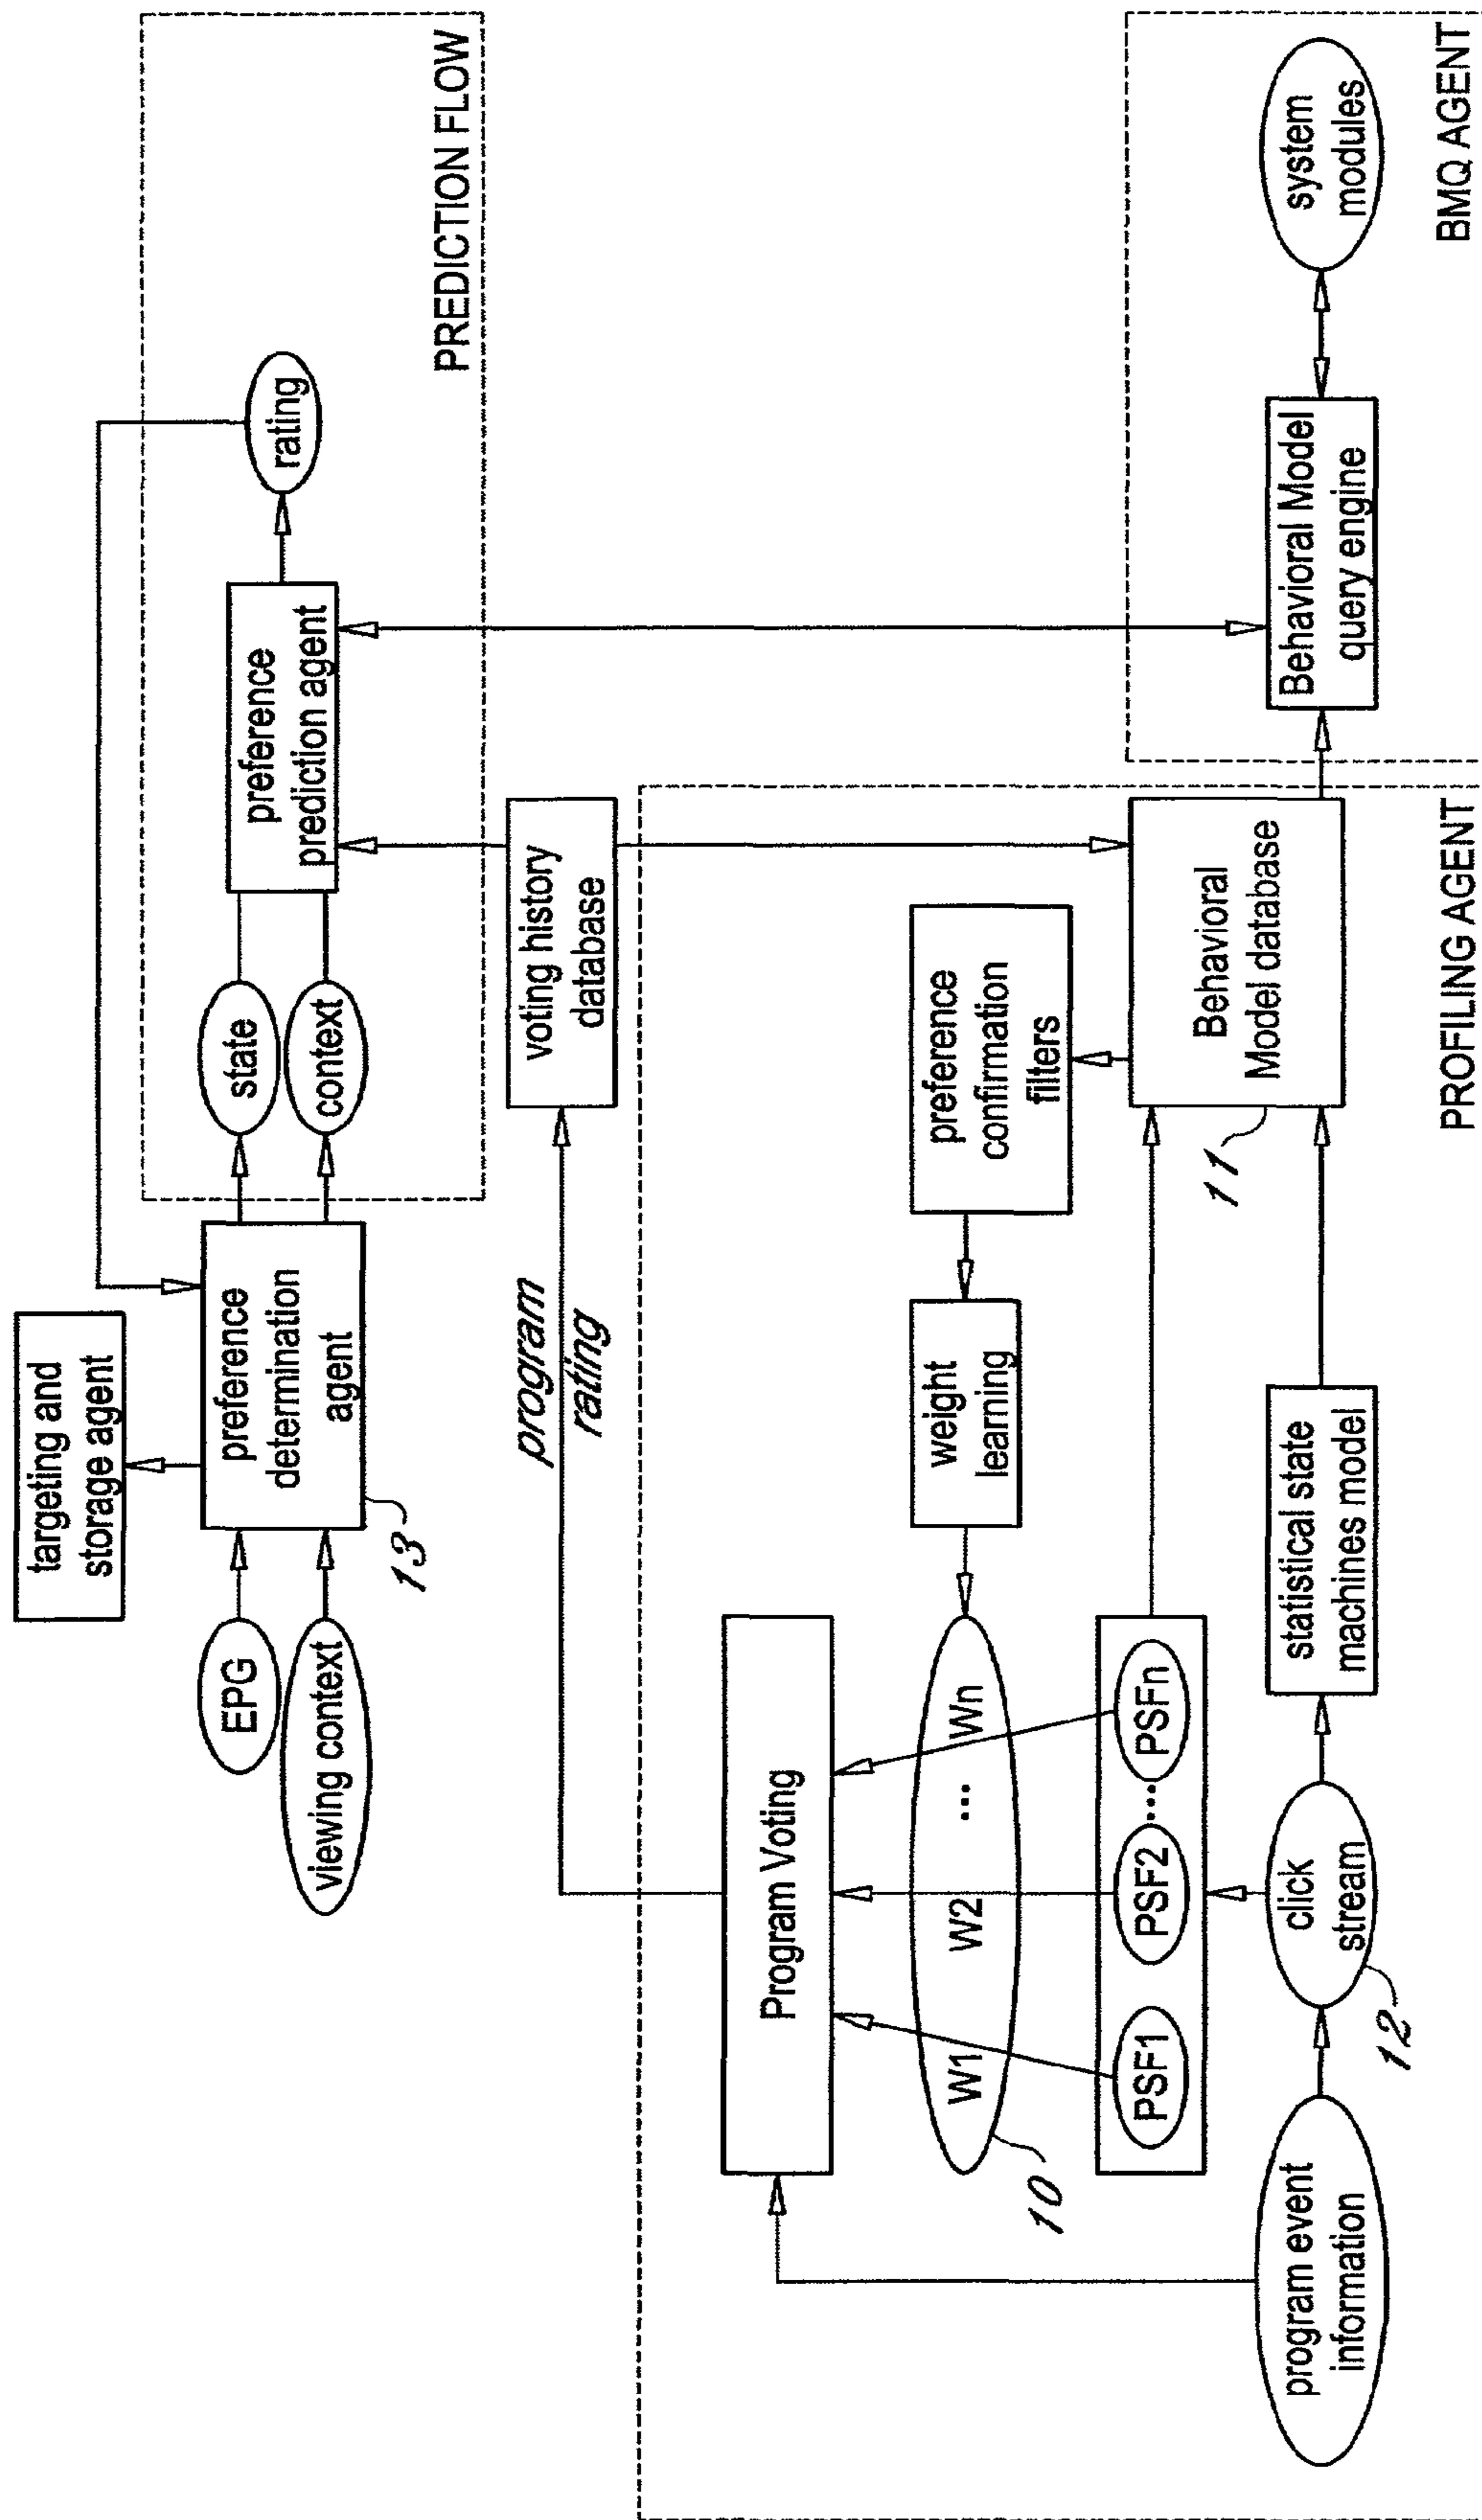 targeting and
storage agent
EPG
viewing context
preference
determination
agent
13
state
context
preference
prediction agent
rating
PREDICTION FLOW
program
rating
voting history
database
Program Voting
W1 W2 ... Wn
10
weight
learning
preference
confirmation
filters
PSF1 PSF2 ... PSFn
Behavioral
Model database
11
program event
information
click
stream
12
statistical state
machines model
PROFILING AGENT
Behavioral Model
query engine
system
modules
BMQ AGENT